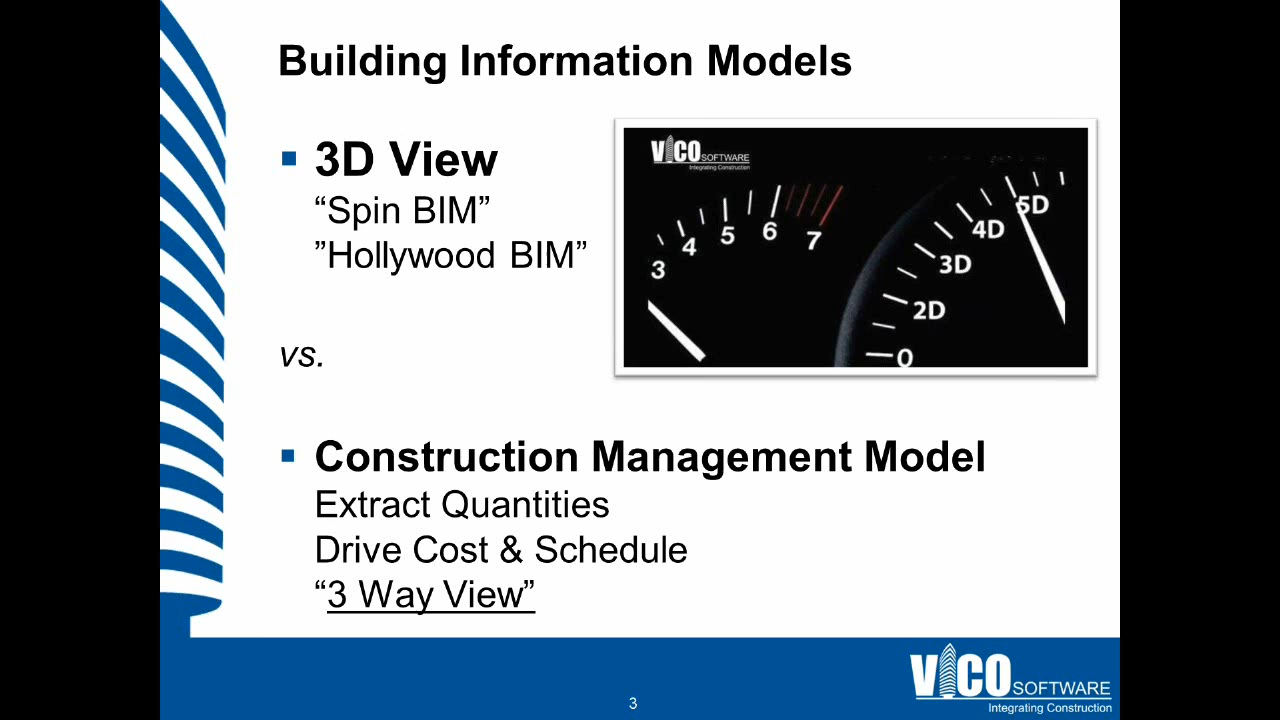 Building Information Models
▪ 3D View
“Spin BIM”
”Hollywood BIM”
VICO SOFTWARE
Integrating Construction
3 4 5 6 7
0 2D 3D 4D 5D
vs.
▪ Construction Management Model
Extract Quantities
Drive Cost & Schedule
“3 Way View”
3
VICO SOFTWARE
Integrating Construction